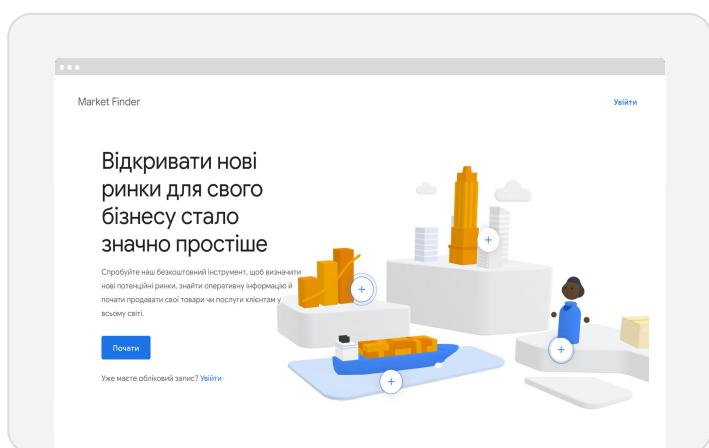 Market Finder
Увійти
Відкривати нові
ринки для свого
бізнесу стало
значно простіше
Спробуйте наш безкоштовний інструмент, щоб визначити
нові потенційні ринки, знайти оперативну інформацію й
почати продавати свої товари чи послуги клієнтам у
всьому світі.
Почати
Уже маєте обліковий запис? Увійти